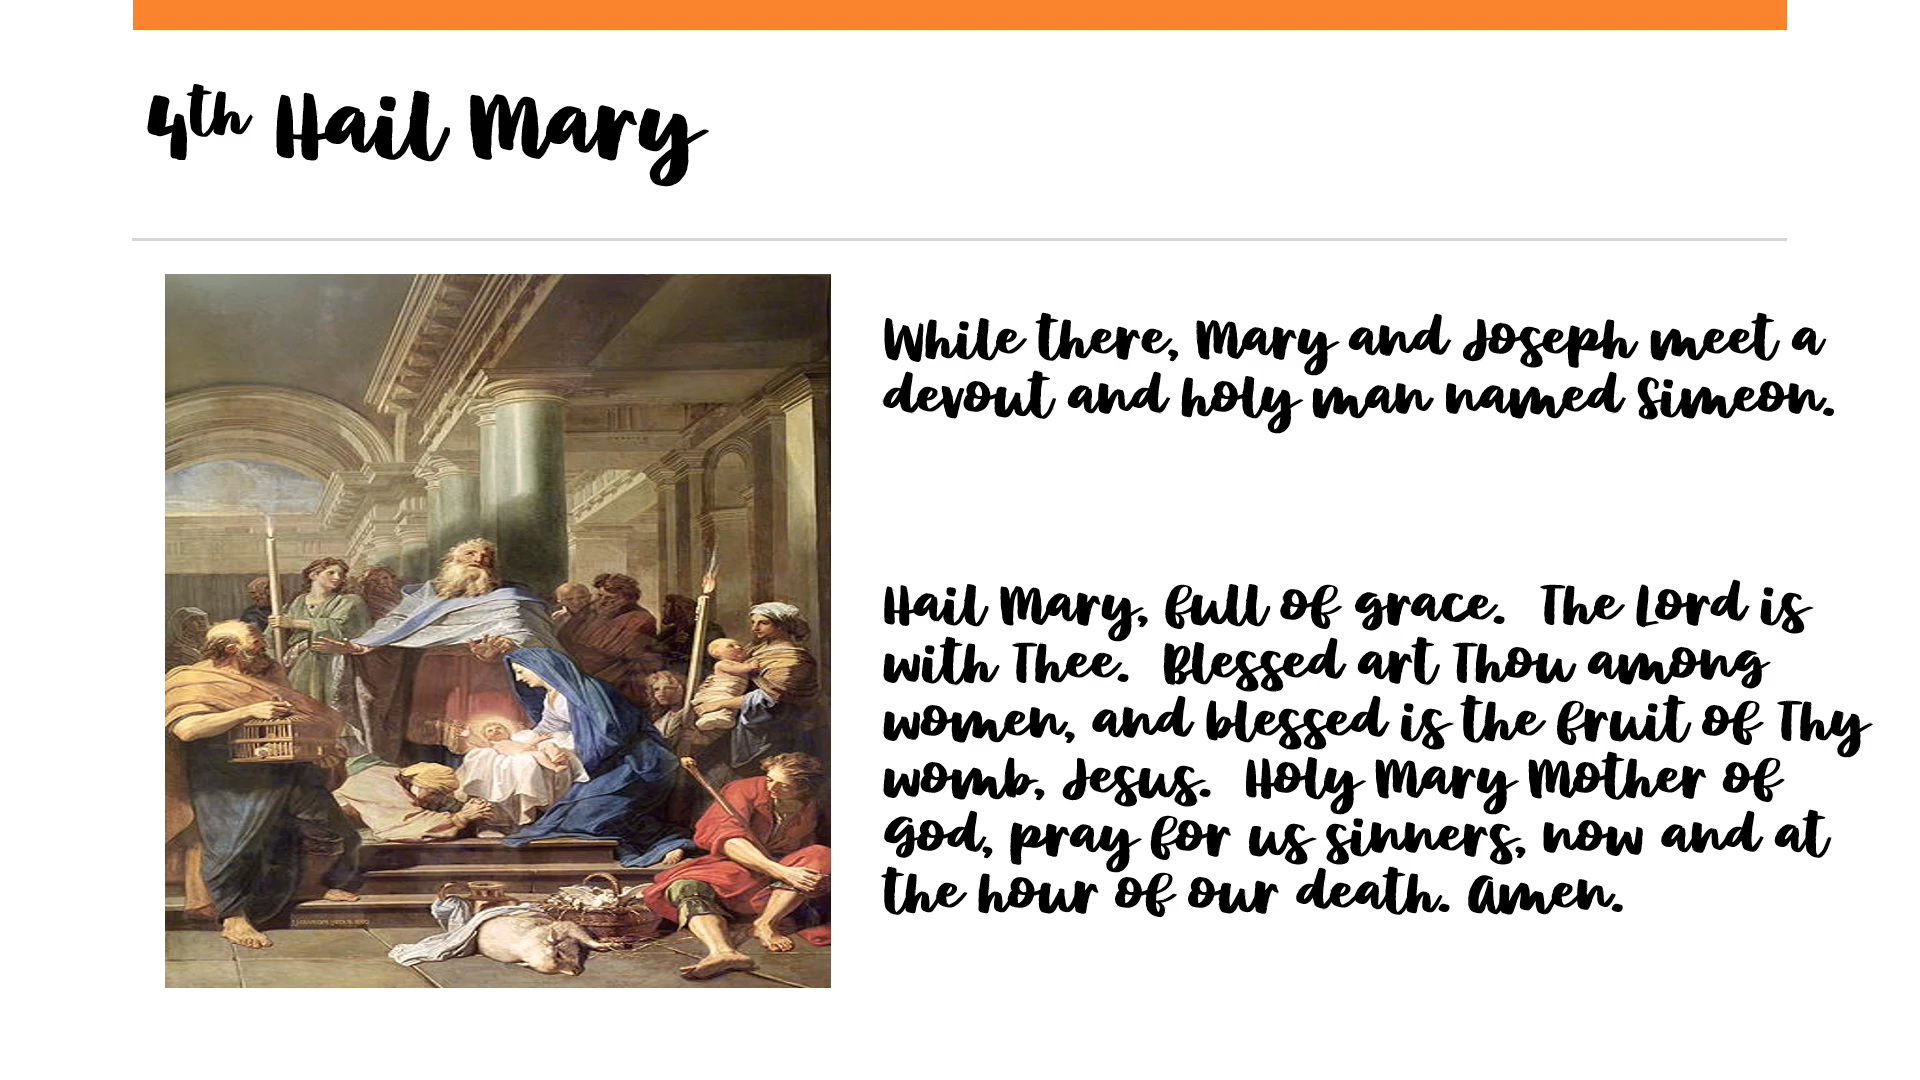 4th Hail Mary
While there, Mary and Joseph meet a
devout and holy man named Simeon.
Hail Mary, full of grace.  The Lord is
with Thee.  Blessed art Thou among
women, and blessed is the fruit of Thy
womb, Jesus.  Holy Mary Mother of
God, pray for us sinners, now and at
the hour of our death. Amen.